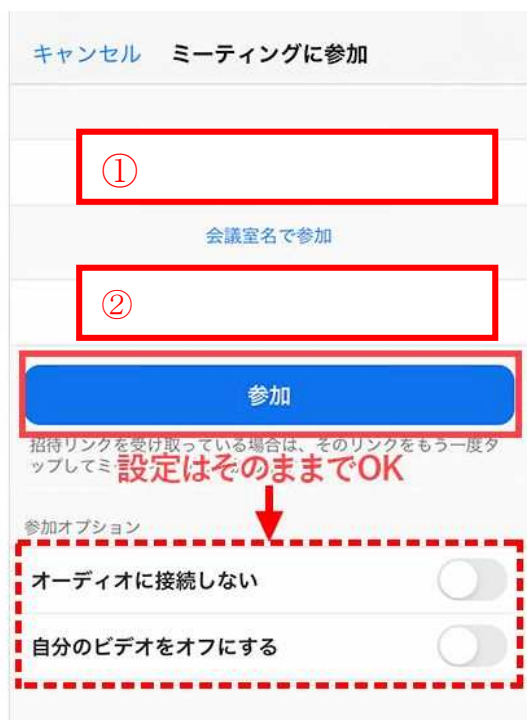 キャンセル ミーティングに参加
①
会議室名で参加
②
参加
招待リンクを受け取っている場合は、そのリンクをもう一度タ
ップしてミ
設定はそのままでOK
参加オプション
オーディオに接続しない
自分のビデオをオフにする